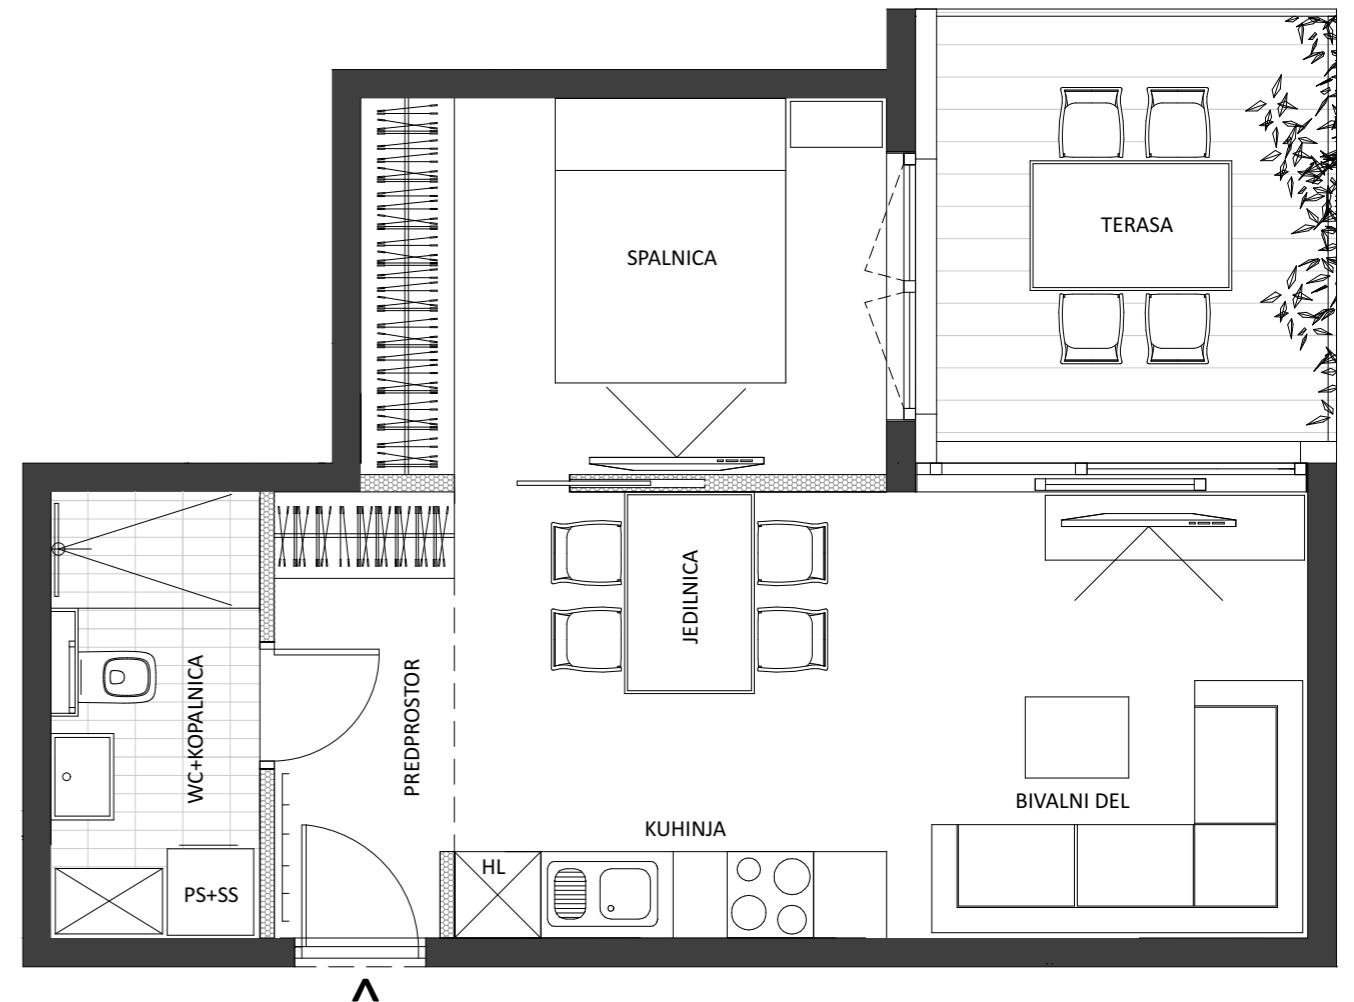 SPALNICA
TERASA
JEDILNICA
WC+KOPALNICA
PREDPROSTOR
BIVALNI DEL
KUHINJA
HL
PS+SS